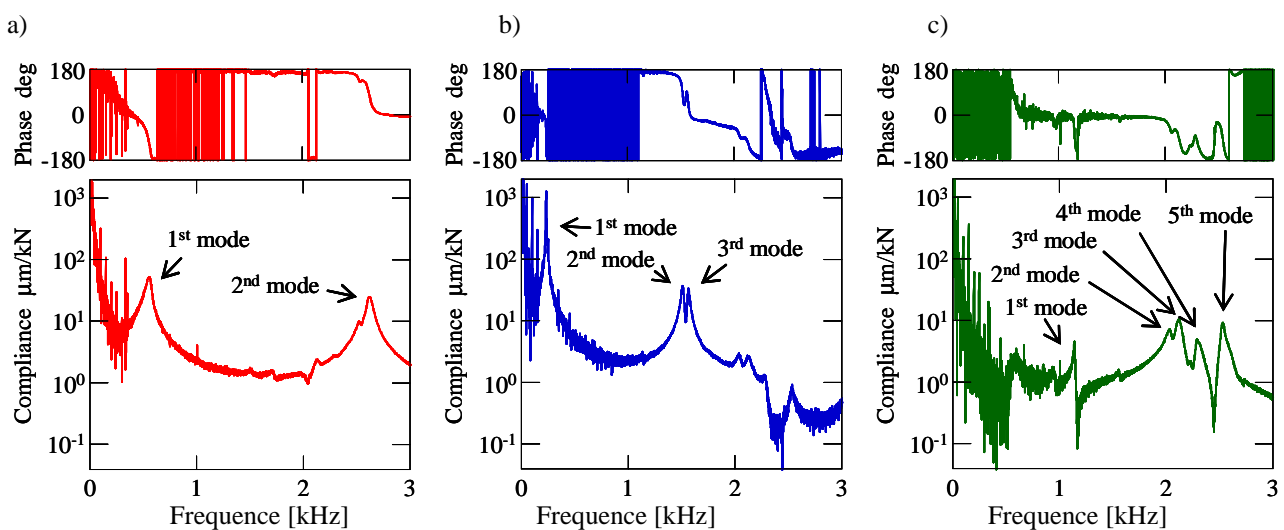 a)
b)
c)
Phase deg
180
0
-180
Compliance μm/kN
10³
10²
10¹
10⁰
10⁻¹
1st mode
2nd mode
0
1
2
3
Frequence [kHz]
Phase deg
180
0
-180
Compliance μm/kN
10³
10²
10¹
10⁰
10⁻¹
1st mode
2nd mode
3rd mode
0
1
2
3
Frequence [kHz]
Phase deg
180
0
-180
Compliance μm/kN
10³
10²
10¹
10⁰
10⁻¹
4th mode
5th mode
3rd mode
2nd mode
1st mode
0
1
2
3
Frequence [kHz]